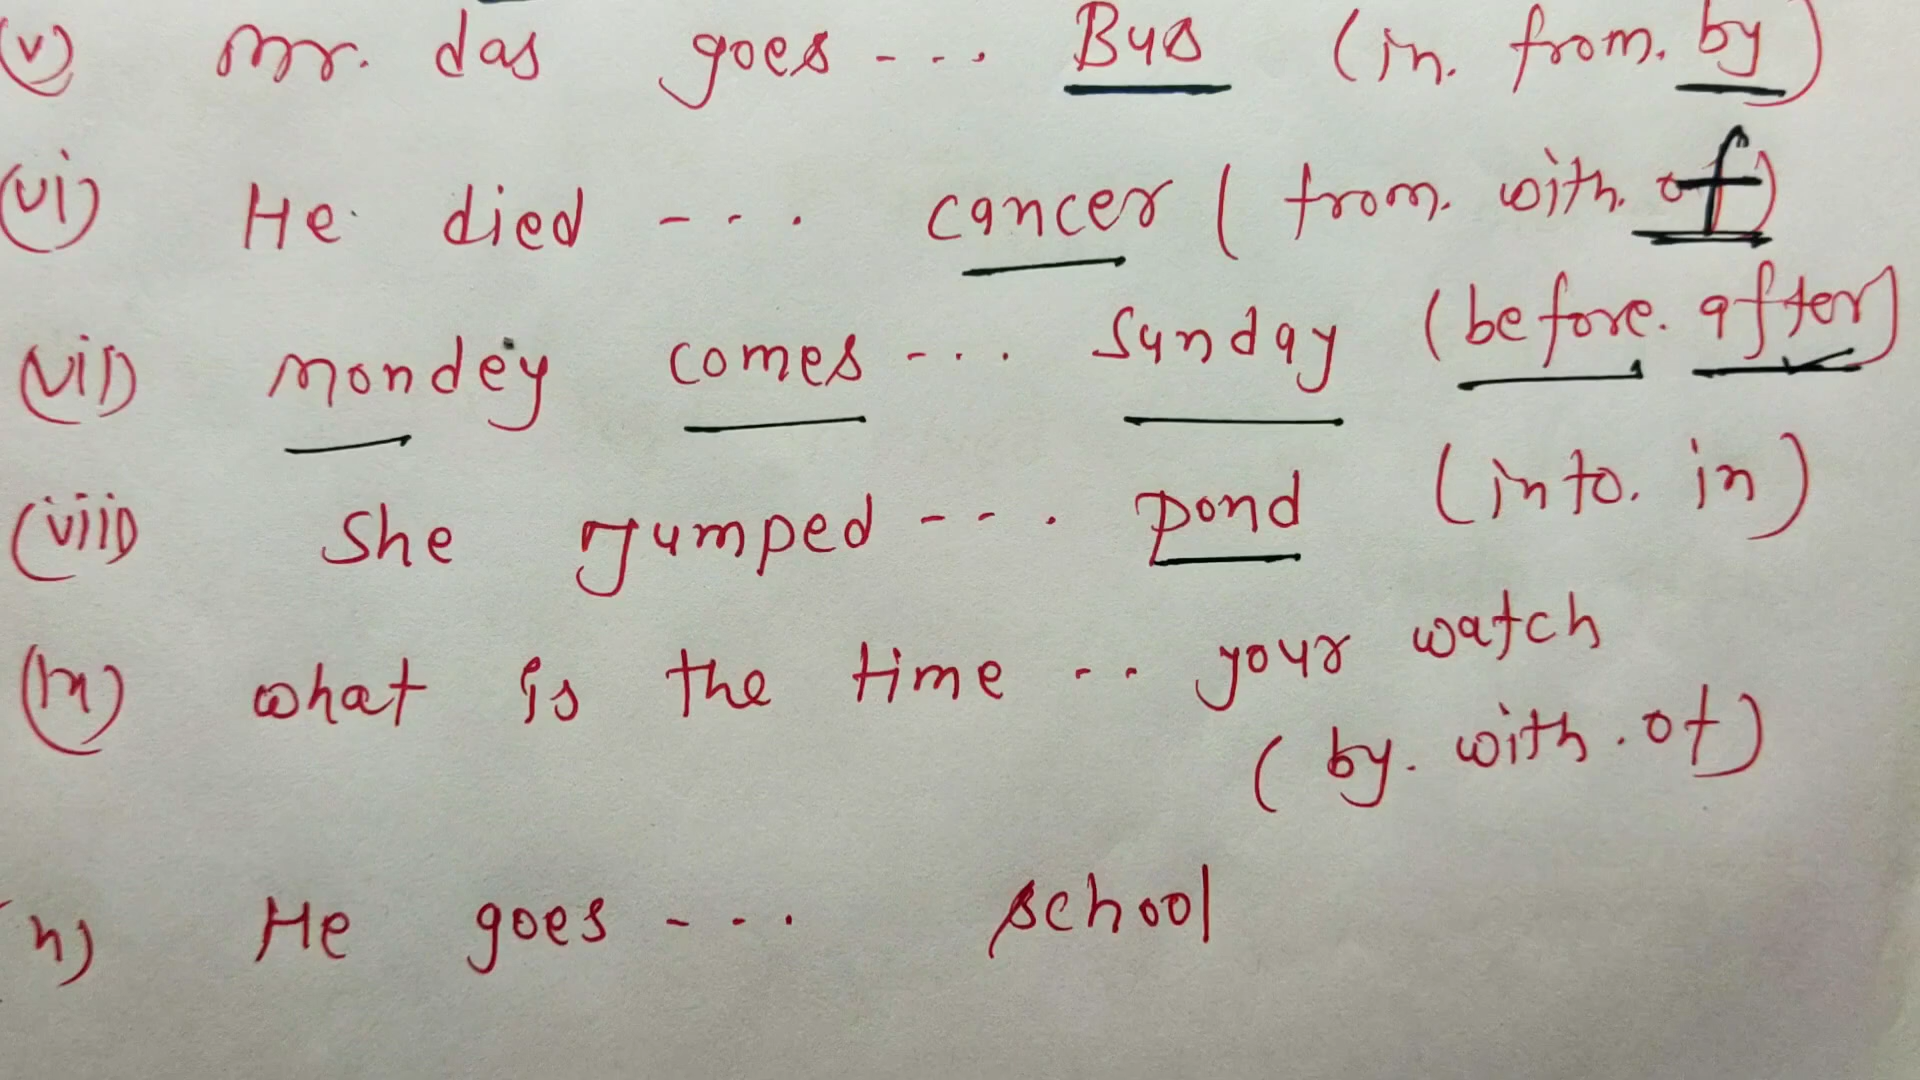 (v) mr. das goes - - - . Bus (in. from. by)
(vi) He died - - - . cancer (from. with. of)
(vii) mondey comes - - - . Sunday (before. after)
(viii) She Jumped - - - . pond (into. in)
(ix) what is the time - - your watch
(by. with. of)
x) He goes - - - . school